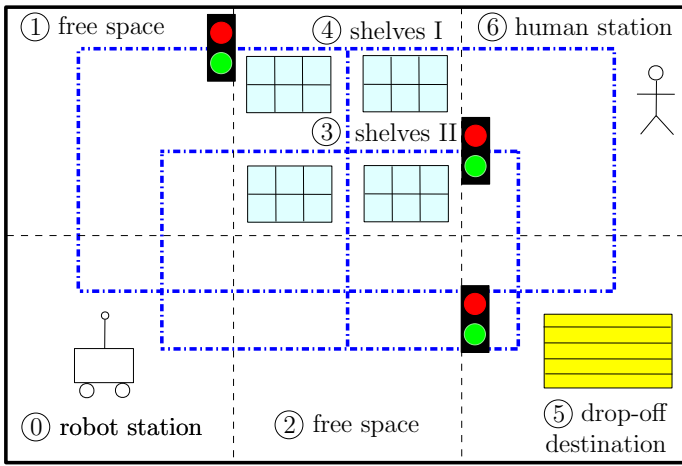 ① free space
④ shelves I
⑥ human station
③ shelves II
⓪ robot station
② free space
⑤ drop-off
destination